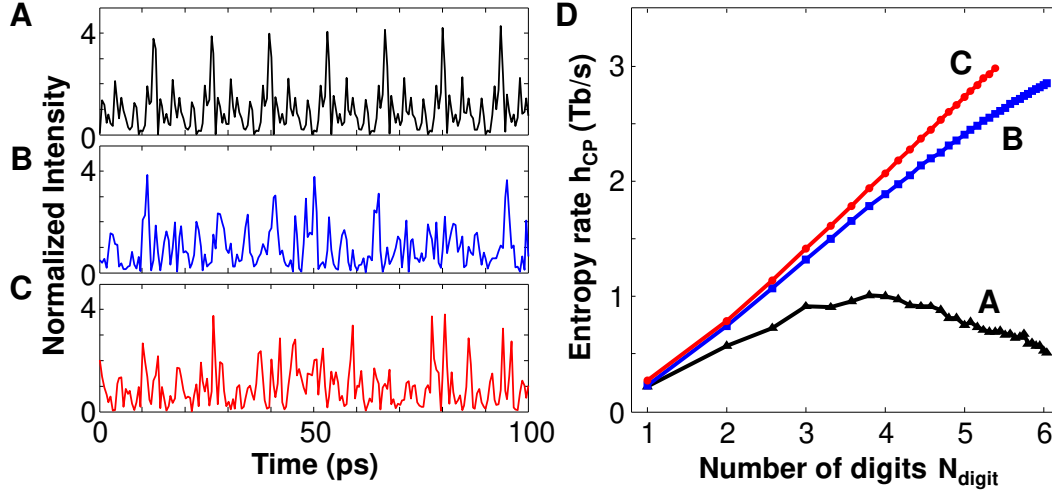 A
4
0
B
4
0
C
4
0
Normalized Intensity
0
50
100
Time (ps)
D
Entropy rate h_CP (Tb/s)
3
2
1
0
C
B
A
1
2
3
4
5
6
Number of digits N_digit